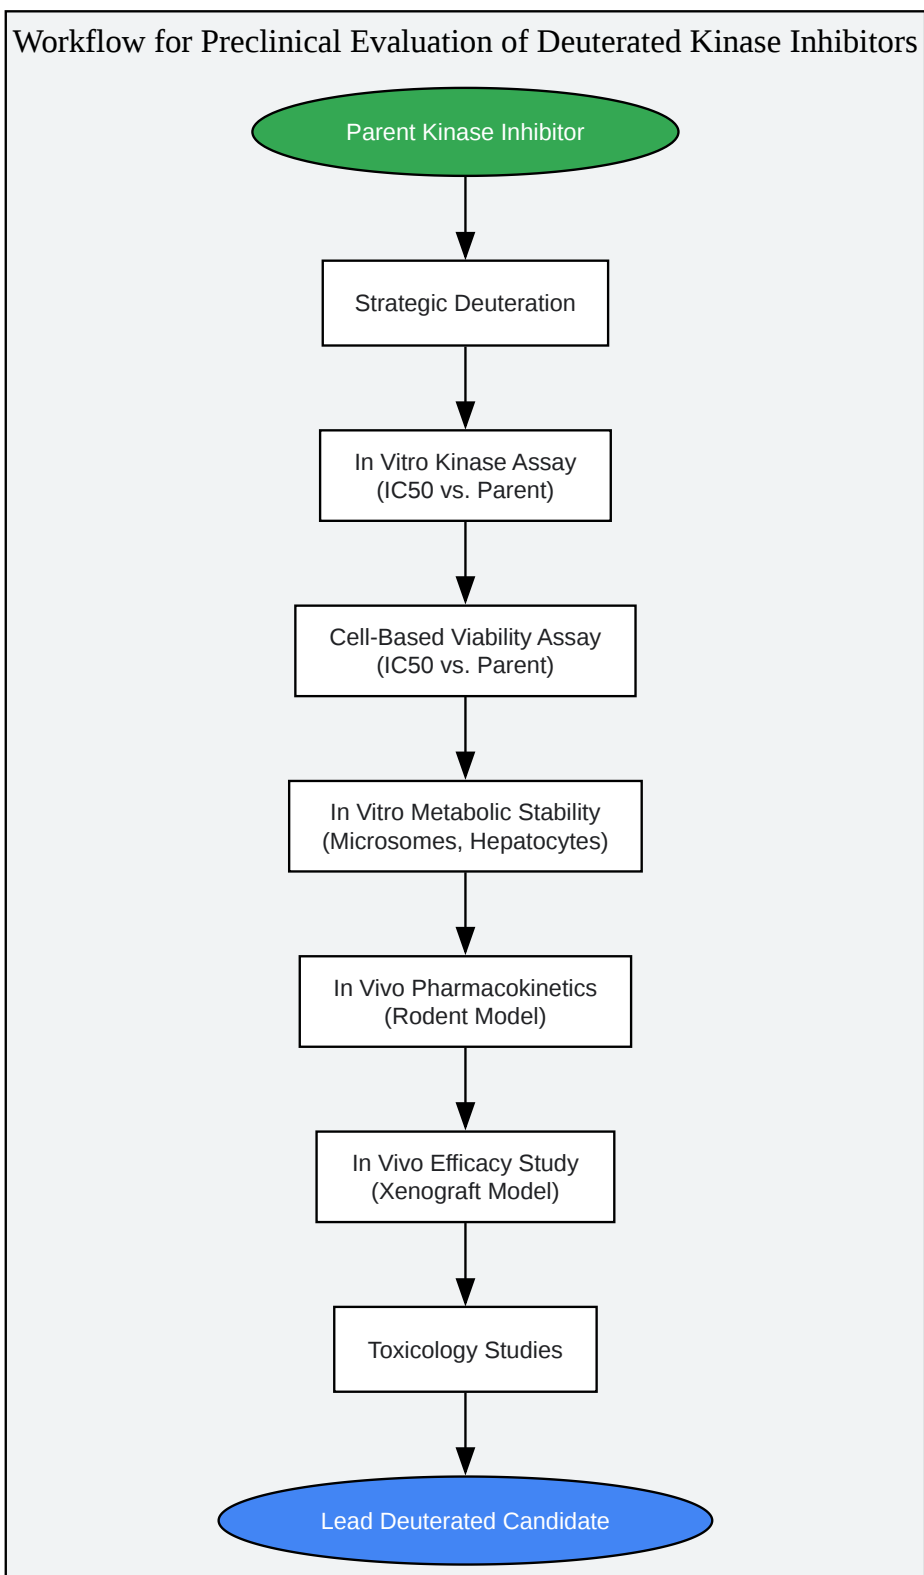 Workflow for Preclinical Evaluation of Deuterated Kinase Inhibitors
Parent Kinase Inhibitor
Strategic Deuteration
In Vitro Kinase Assay
(IC50 vs. Parent)
Cell-Based Viability Assay
(IC50 vs. Parent)
In Vitro Metabolic Stability
(Microsomes, Hepatocytes)
In Vivo Pharmacokinetics
(Rodent Model)
In Vivo Efficacy Study
(Xenograft Model)
Toxicology Studies
Lead Deuterated Candidate